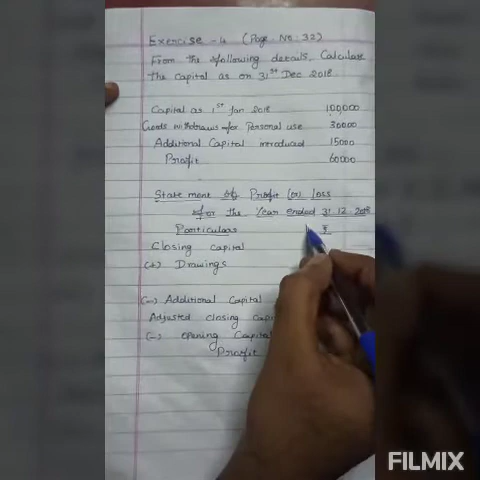 Exercise - 4 (Page No: 32)
From the following details, Calculate
the capital as on 31st Dec 2018.
Capital as 1st Jan 2018 1,00,000
Goods withdrawn for Personal use 30000
Additional Capital introduced 15000
Profit 60000
Statement of Profit (or) Loss
for the Year ended 31.12.2018
Particulars ₹
Closing capital
(+) Drawings
(-) Additional Capital
Adjusted closing
(-) opening Capital
Profit
FILMIX